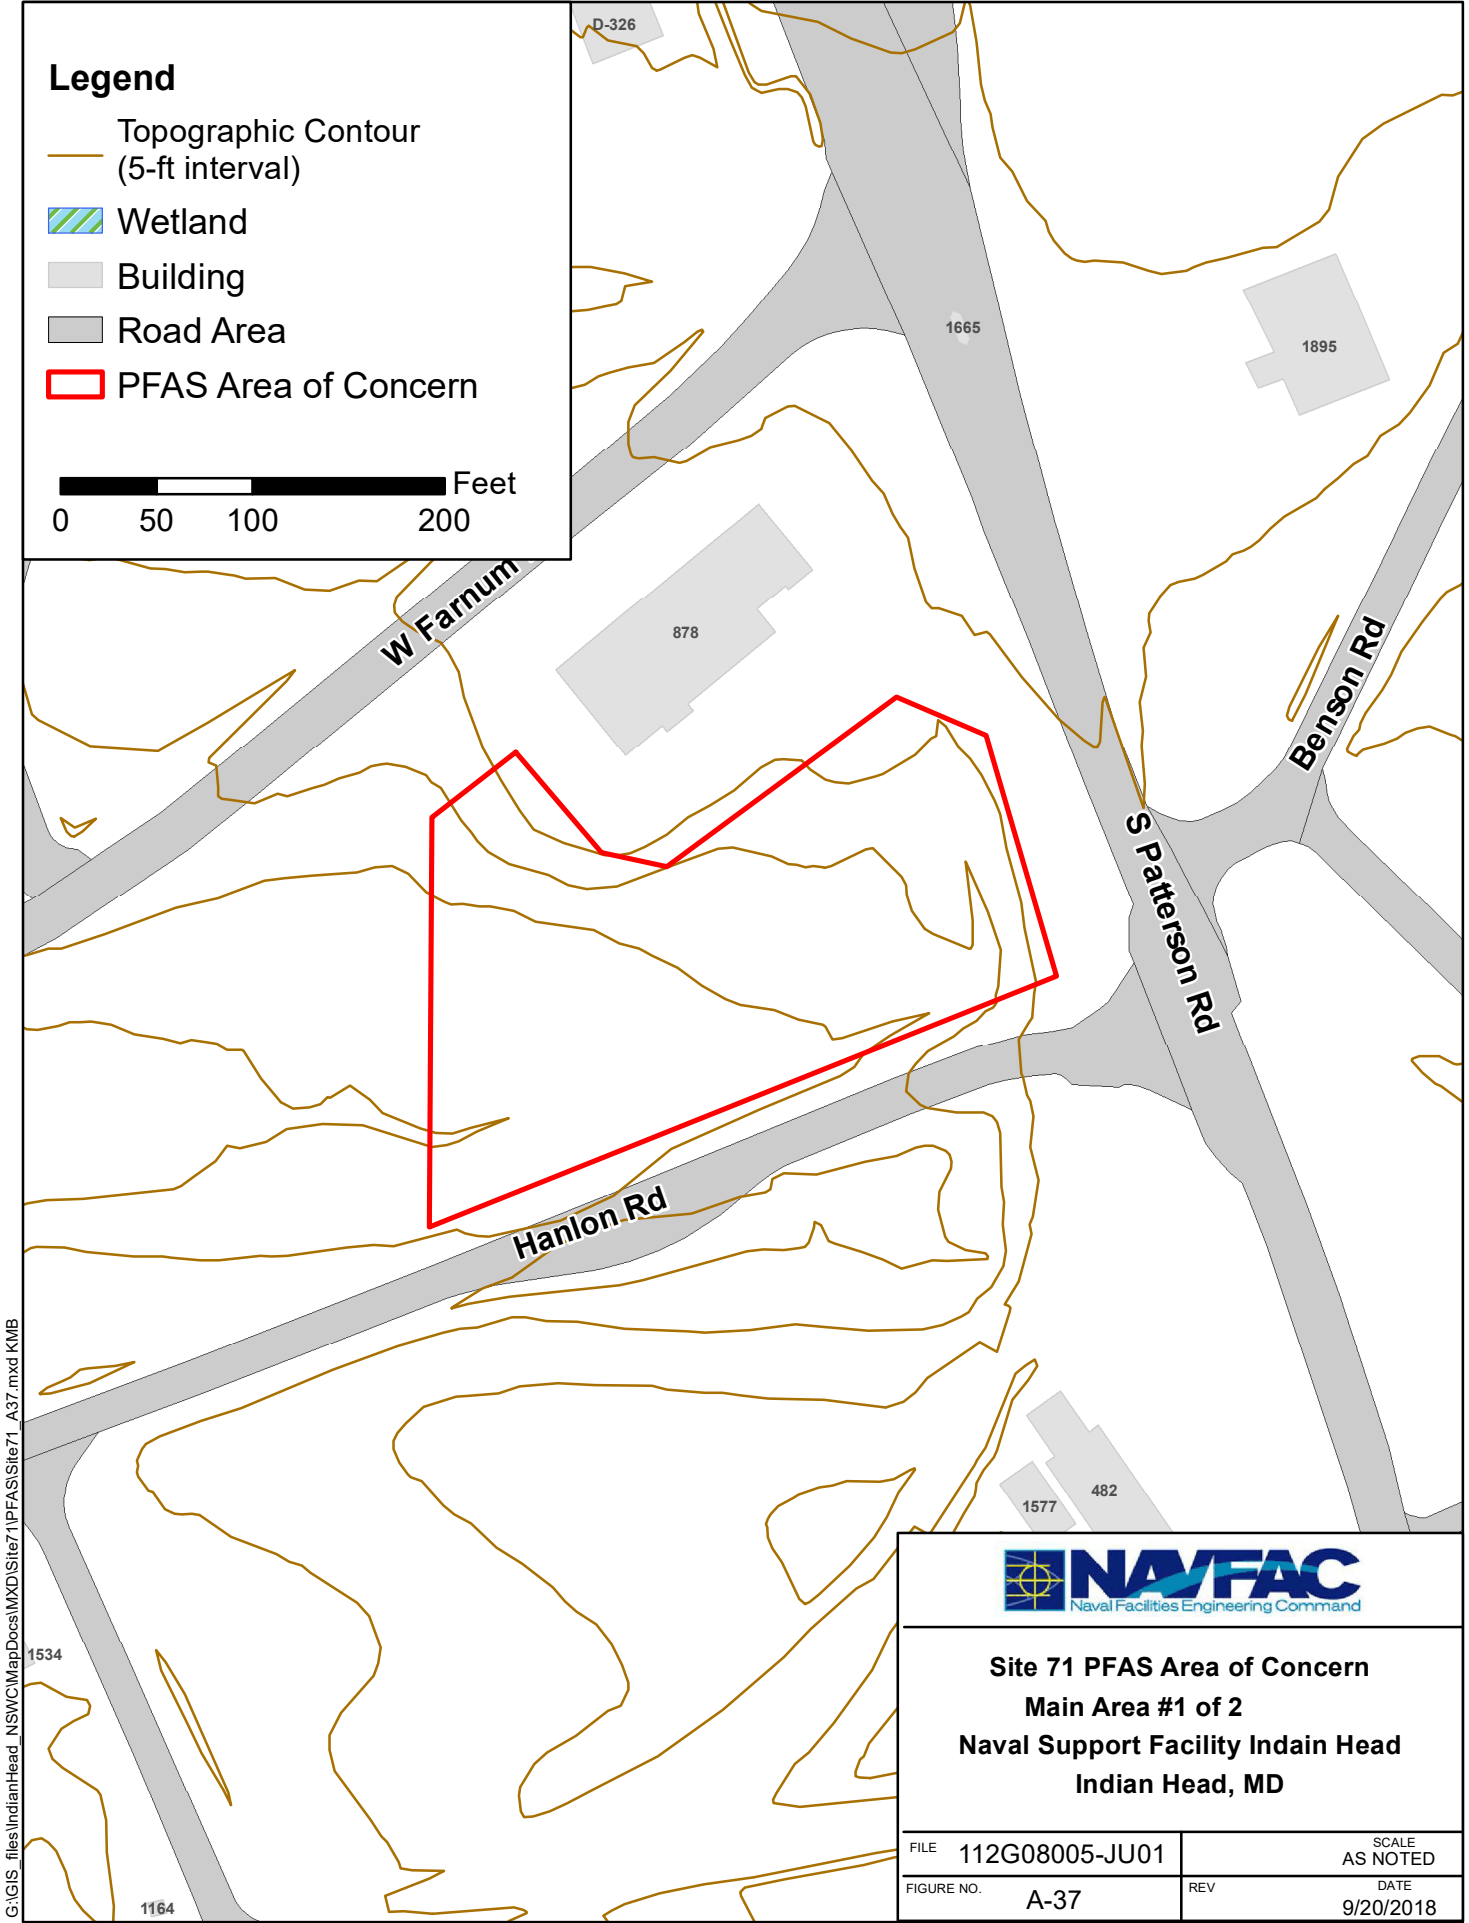 Legend
Topographic Contour
(5-ft interval)
Wetland
Building
Road Area
PFAS Area of Concern
Feet
0 50 100 200
D-326
1665
1895
W Farnum
878
Benson Rd
S Patterson Rd
Hanlon Rd
1577
482
1534
1164
G:\GIS_files\IndianHead_NSWC\MapDocs\MXD\Site71\PFAS\Site71_A37.mxd KMB
NAVFAC
Naval Facilities Engineering Command
Site 71 PFAS Area of Concern
Main Area #1 of 2
Naval Support Facility Indain Head
Indian Head, MD
FILE 112G08005-JU01
SCALE
AS NOTED
FIGURE NO. A-37
REV
DATE
9/20/2018